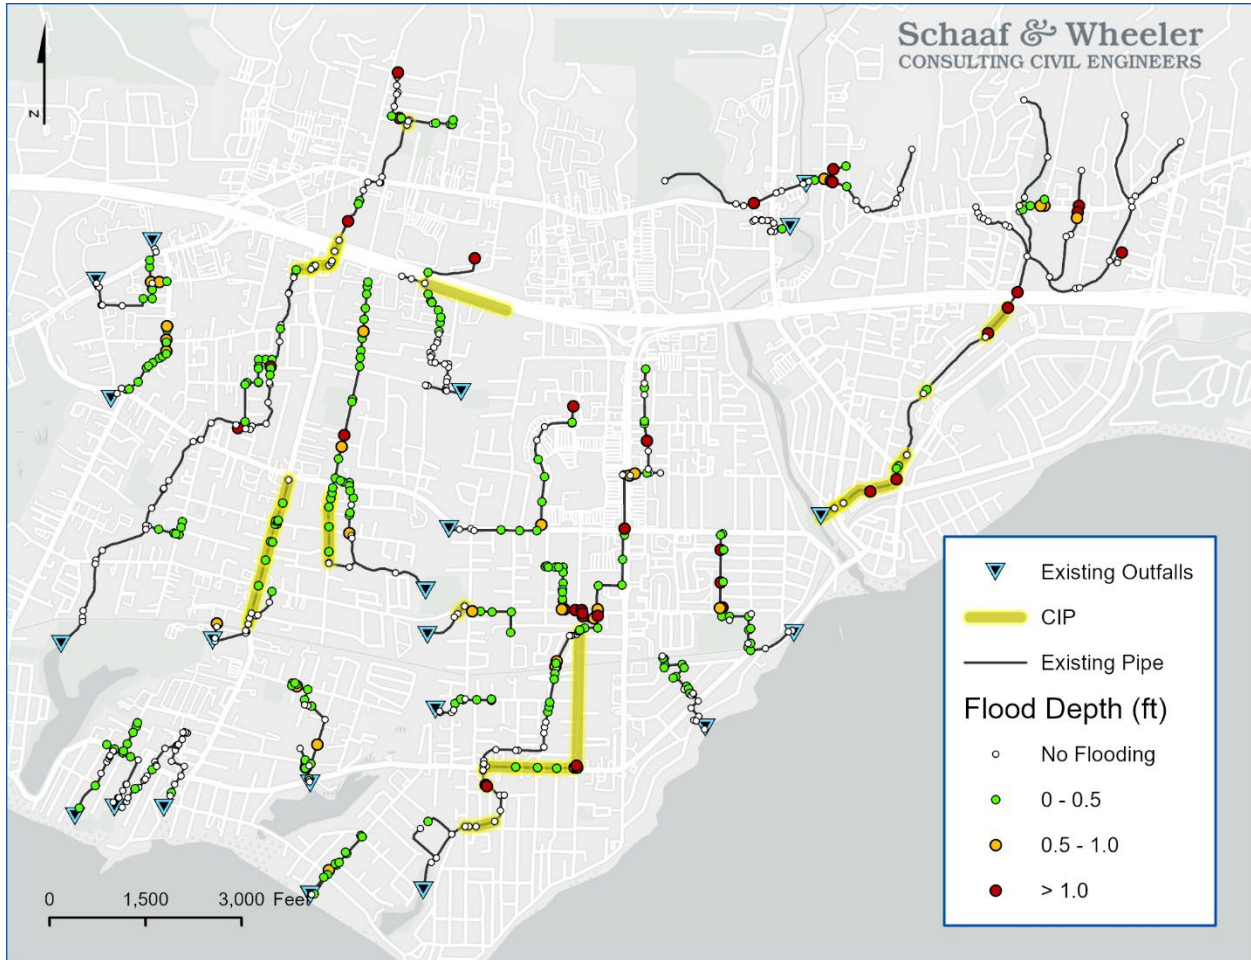 Schaaf & Wheeler
CONSULTING CIVIL ENGINEERS
N
Existing Outfalls
CIP
Existing Pipe
Flood Depth (ft)
No Flooding
0 - 0.5
0.5 - 1.0
> 1.0
0 1,500 3,000 Feet